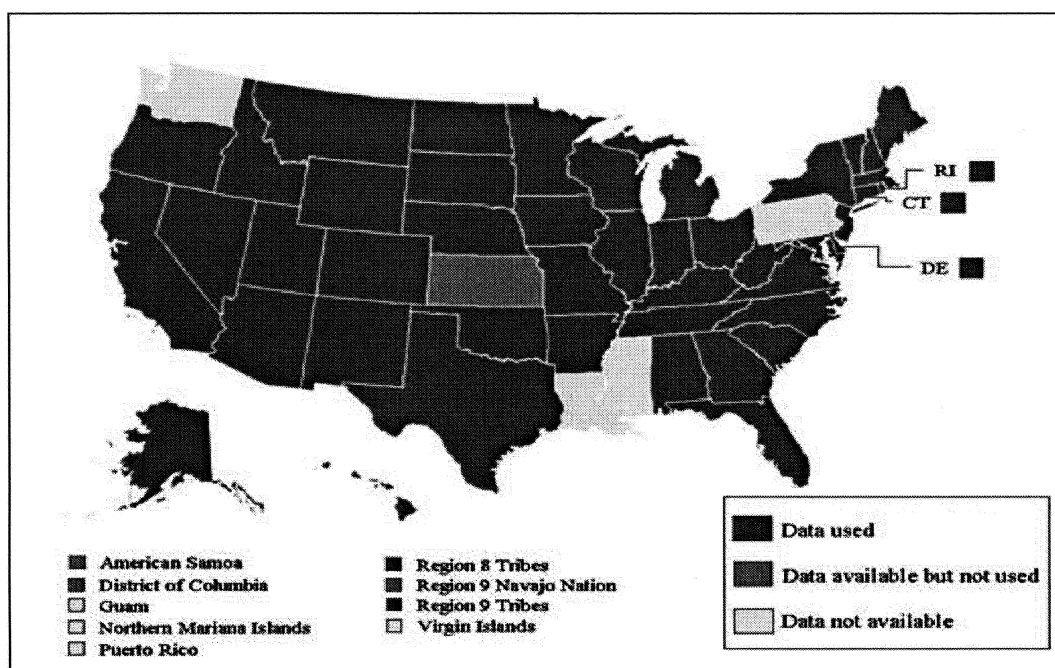 RI
CT
DE
American Samoa
District of Columbia
Guam
Northern Mariana Islands
Puerto Rico
Region 8 Tribes
Region 9 Navajo Nation
Region 9 Tribes
Virgin Islands
Data used
Data available but not used
Data not available